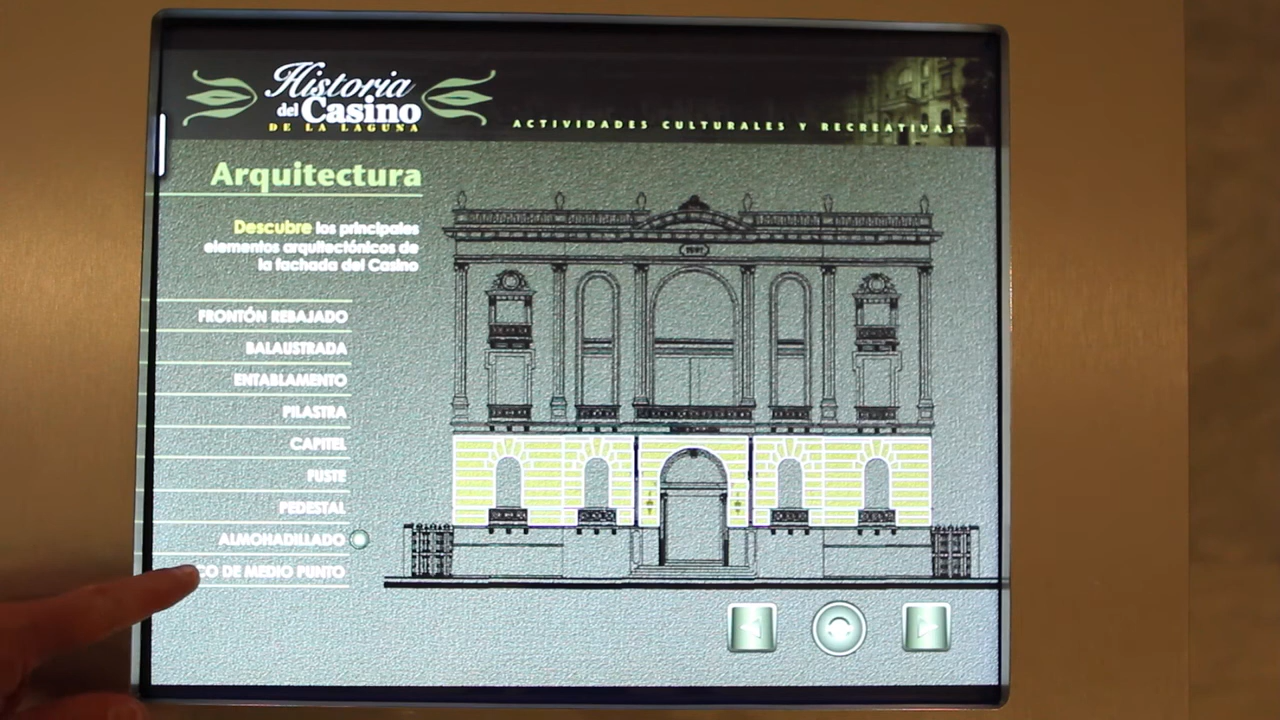 Historia
del Casino
DE LA LAGUNA
ACTIVIDADES CULTURALES Y RECREATIVAS
Arquitectura
Descubre los principales
elementos arquitectónicos de
la fachada del Casino
FRONTÓN REBAJADO
BALAUSTRADA
ENTABLAMENTO
PILASTRA
CAPITEL
FUSTE
PEDESTAL
ALMOHADILLADO
CO DE MEDIO PUNTO